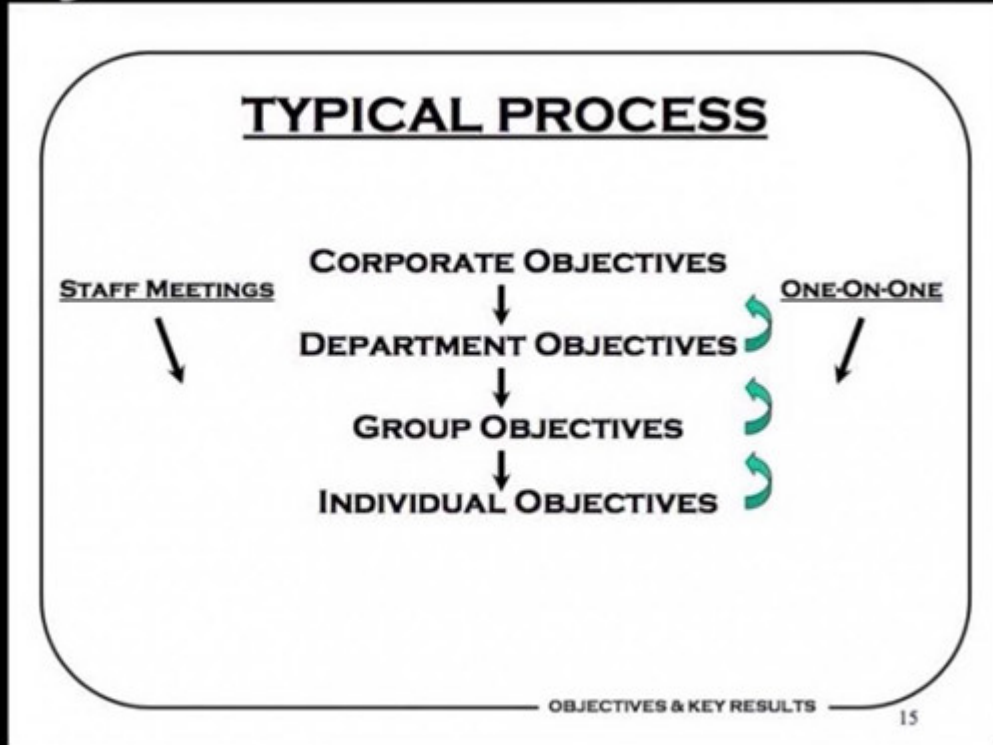 TYPICAL PROCESS
CORPORATE OBJECTIVES
STAFF MEETINGS
ONE-ON-ONE
DEPARTMENT OBJECTIVES
GROUP OBJECTIVES
INDIVIDUAL OBJECTIVES
OBJECTIVES & KEY RESULTS
15